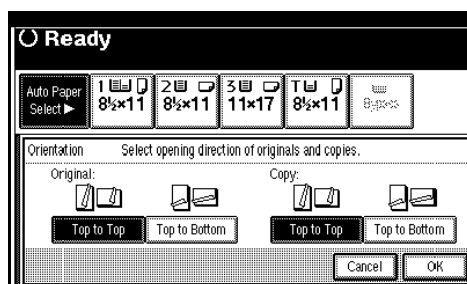 Ready
Auto Paper
Select ▶
1
8½×11
2
8½×11
3
11×17
T
8½×11
Bypass
Orientation Select opening direction of originals and copies.
Original: Copy:
Top to Top Top to Bottom Top to Top Top to Bottom
Cancel OK